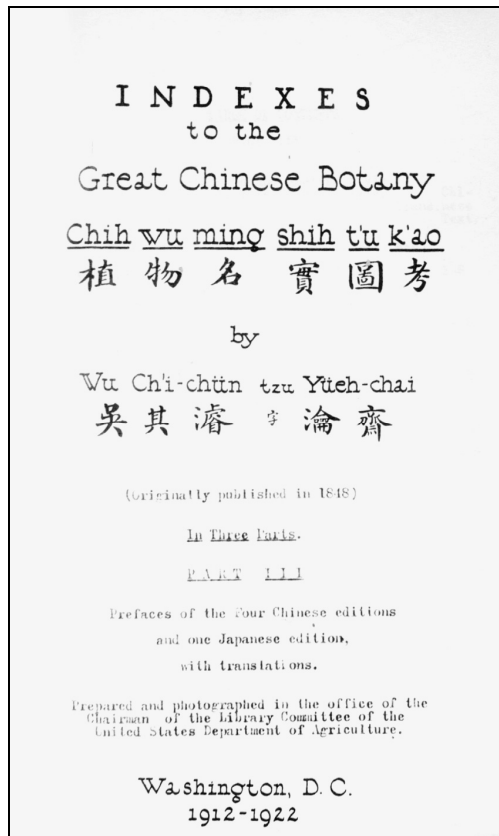 INDEXES
to the
Great Chinese Botany
Chih wu ming shih t'u k'ao
植物名實圖考
by
Wu Ch'i-chün tzu Yüeh-chai
吳其濬 字 瀹齋
(Originally published in 1848)
In Three Parts.
PART III
Prefaces of the Four Chinese editions
and one Japanese edition,
with translations.
Prepared and photographed in the office of the
Chairman of the Library Committee of the
United States Department of Agriculture.
Washington, D. C.
1912-1922